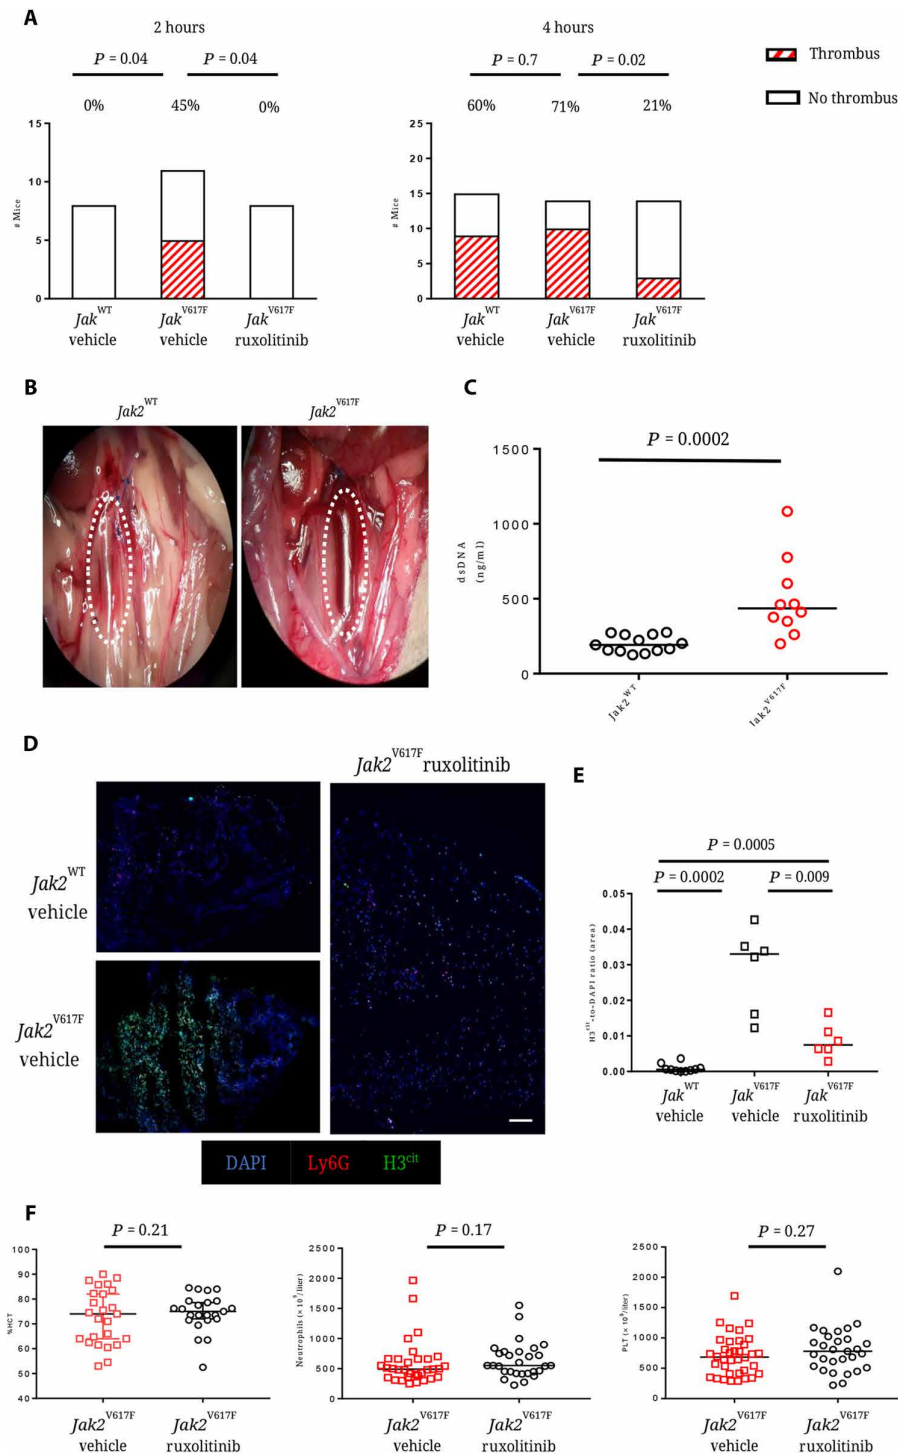 A
2 hours
4 hours
P = 0.04
P = 0.04
P = 0.7
P = 0.02
Thrombus
No thrombus
0%
45%
0%
60%
71%
21%
15
10
5
0
# Mice
25
20
15
10
5
0
# Mice
Jak^WT
vehicle
Jak^V617F
vehicle
Jak^V617F
ruxolitinib
Jak^WT
vehicle
Jak^V617F
vehicle
Jak^V617F
ruxolitinib
B
Jak2^WT
Jak2^V617F
C
P = 0.0002
1500
1000
500
0
dsDNA
(ng/ml)
Jak2^WT
Jak2^V617F
D
Jak2^V617F ruxolitinib
Jak2^WT
vehicle
Jak2^V617F
vehicle
DAPI
Ly6G
H3^cit
E
P = 0.0005
P = 0.0002
P = 0.009
0.05
0.04
0.03
0.02
0.01
0.00
H3^cit-to-DAPI ratio (area)
Jak^WT
vehicle
Jak^V617F
vehicle
Jak^V617F
ruxolitinib
F
P = 0.21
100
90
80
70
60
50
40
%HCT
Jak2^V617F
vehicle
Jak2^V617F
ruxolitinib
P = 0.17
2500
2000
1500
1000
500
0
Neutrophils (× 10^9/liter)
Jak2^V617F
vehicle
Jak2^V617F
ruxolitinib
P = 0.27
2500
2000
1500
1000
500
0
PLT (× 10^9/liter)
Jak2^V617F
vehicle
Jak2^V617F
ruxolitinib